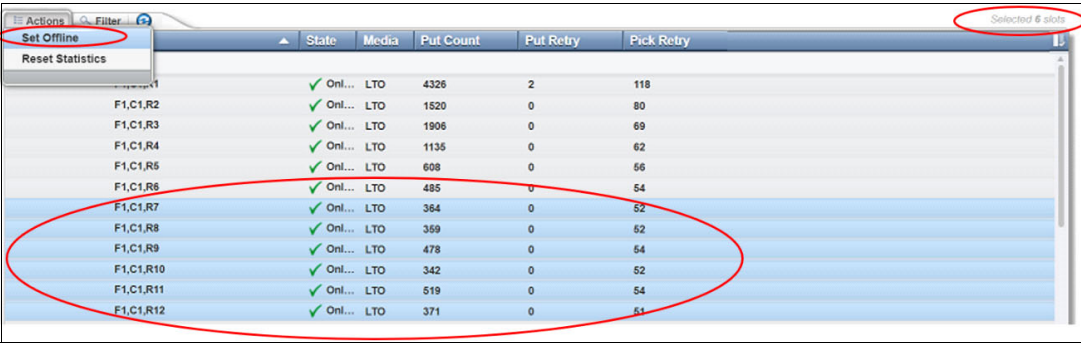 Actions Filter Selected 6 slots
Set Offline State Media Put Count Put Retry Pick Retry
Reset Statistics
F1,C1,R1 Onl... LTO 4326 2 118
F1,C1,R2 Onl... LTO 1520 0 80
F1,C1,R3 Onl... LTO 1906 0 69
F1,C1,R4 Onl... LTO 1135 0 62
F1,C1,R5 Onl... LTO 608 0 56
F1,C1,R6 Onl... LTO 485 0 54
F1,C1,R7 Onl... LTO 364 0 52
F1,C1,R8 Onl... LTO 359 0 52
F1,C1,R9 Onl... LTO 478 0 54
F1,C1,R10 Onl... LTO 342 0 52
F1,C1,R11 Onl... LTO 519 0 54
F1,C1,R12 Onl... LTO 371 0 51